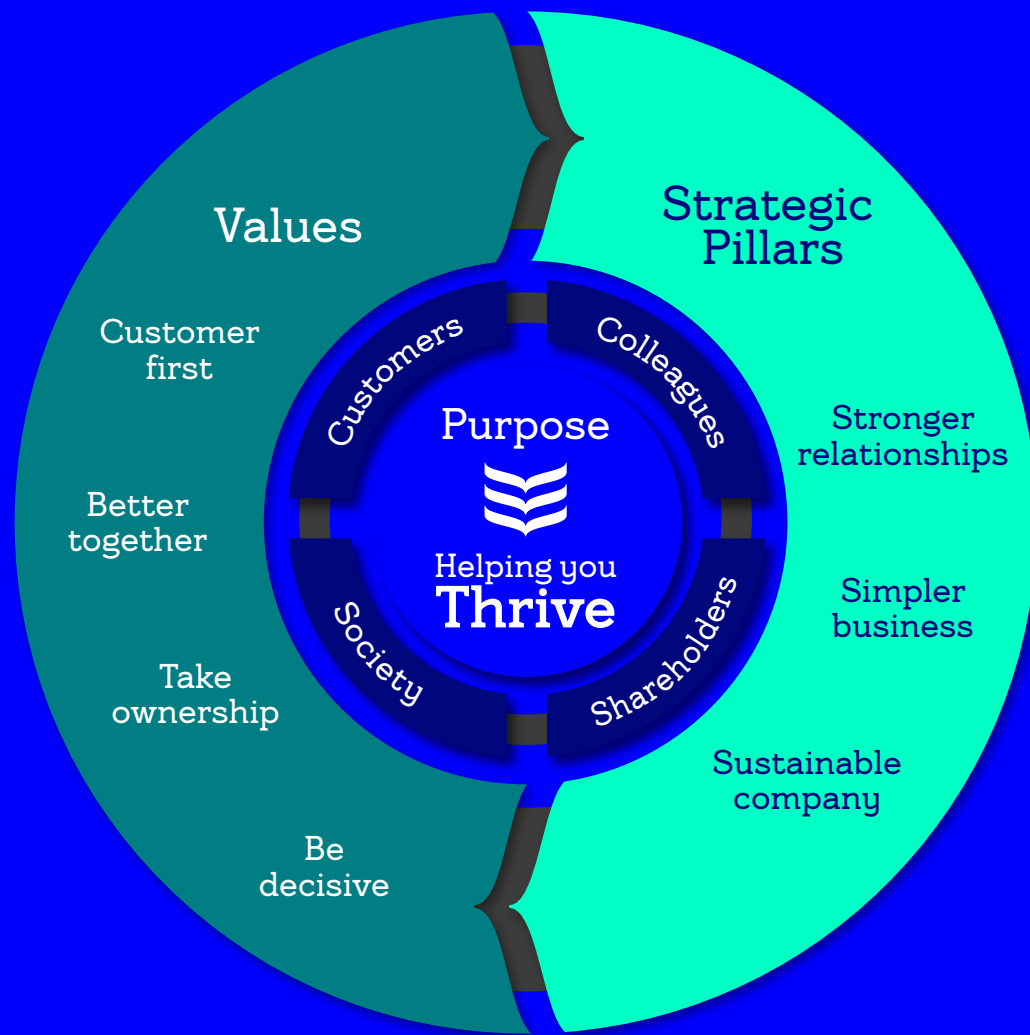 Values
Customer
first
Better
together
Take
ownership
Be
decisive
Strategic
Pillars
Stronger
relationships
Simpler
business
Sustainable
company
Customers
Colleagues
Society
Shareholders
Purpose
Helping you
Thrive